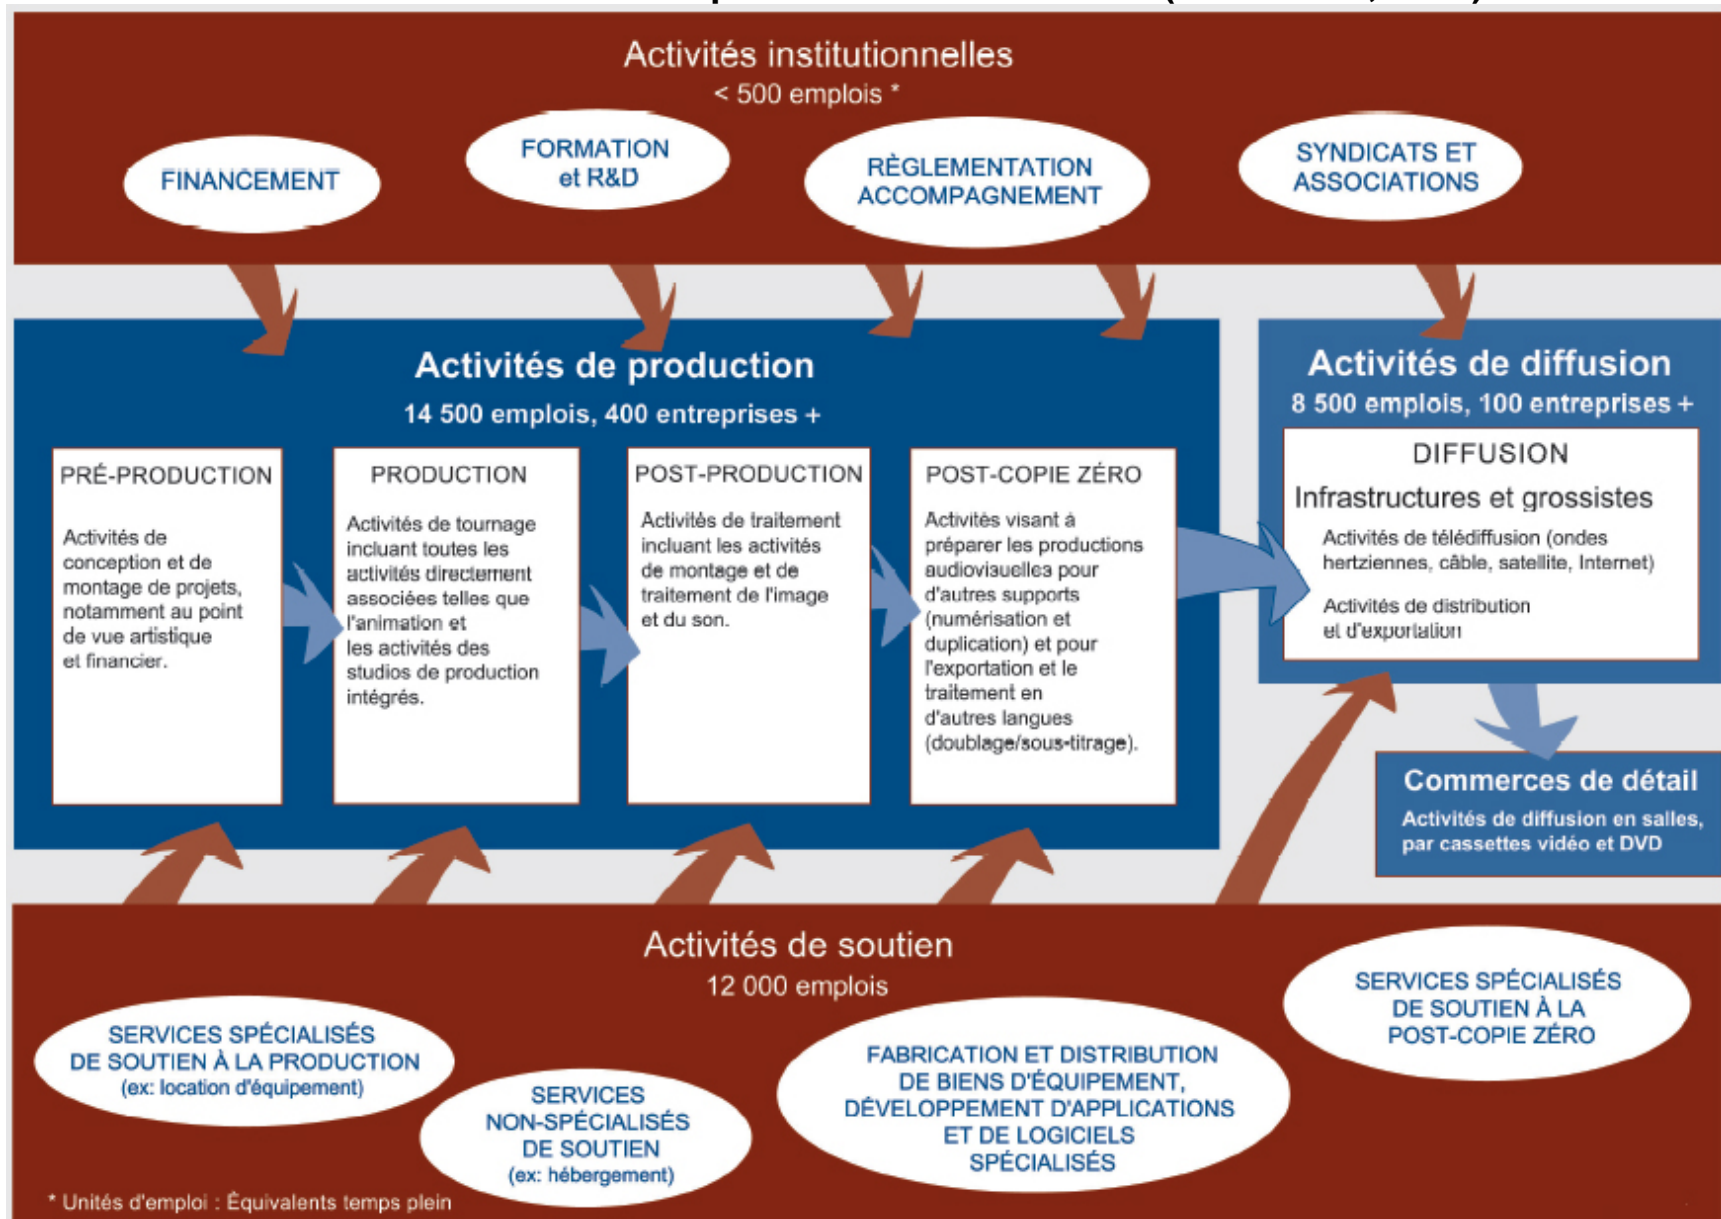 Activités institutionnelles
< 500 emplois *
FINANCEMENT
FORMATION
et R&D
RÈGLEMENTATION
ACCOMPAGNEMENT
SYNDICATS ET
ASSOCIATIONS
Activités de production
14 500 emplois, 400 entreprises +
PRÉ-PRODUCTION
Activités de
conception et de
montage de projets,
notamment au point
de vue artistique
et financier.
PRODUCTION
Activités de tournage
incluant toutes les
activités directement
associées telles que
l'animation et
les activités des
studios de production
intégrés.
POST-PRODUCTION
Activités de traitement
incluant les activités
de montage et de
traitement de l'image
et du son.
POST-COPIE ZÉRO
Activités visant à
préparer les productions
audiovisuelles pour
d'autres supports
(numérisation et
duplication) et pour
l'exportation et le
traitement en
d'autres langues
(doublage/sous-titrage).
Activités de diffusion
8 500 emplois, 100 entreprises +
DIFFUSION
Infrastructures et grossistes
Activités de télédiffusion (ondes
hertziennes, câble, satellite, Internet)
Activités de distribution
et d'exportation
Commerces de détail
Activités de diffusion en salles,
par cassettes vidéo et DVD
Activités de soutien
12 000 emplois
SERVICES SPÉCIALISÉS
DE SOUTIEN À LA PRODUCTION
(ex: location d'équipement)
SERVICES
NON-SPÉCIALISÉS
DE SOUTIEN
(ex: hébergement)
FABRICATION ET DISTRIBUTION
DE BIENS D'ÉQUIPEMENT,
DÉVELOPPEMENT D'APPLICATIONS
ET DE LOGICIELS
SPÉCIALISÉS
SERVICES SPÉCIALISÉS
DE SOUTIEN À LA
POST-COPIE ZÉRO
* Unités d'emploi : Équivalents temps plein